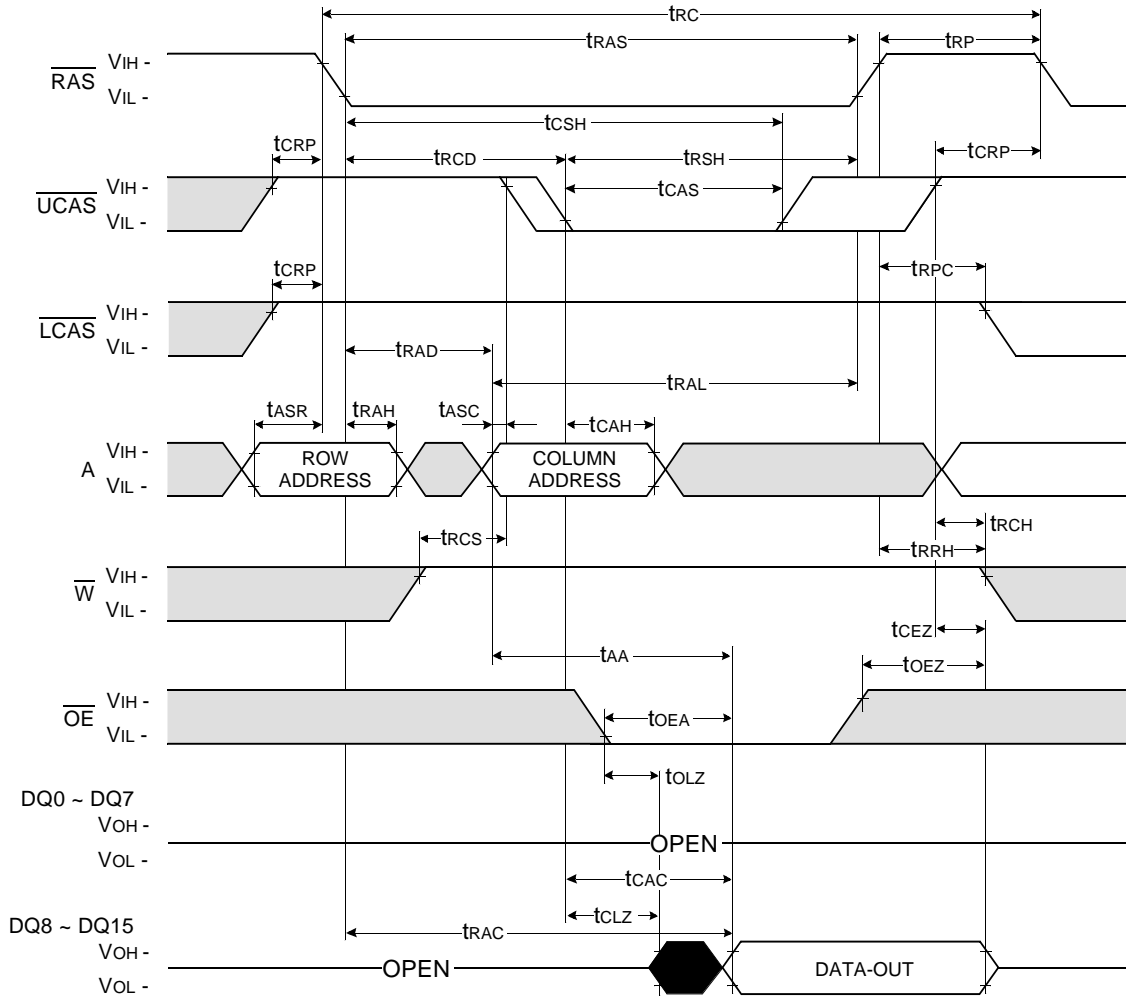 tRC
tRAS
tRP
RAS
VIH -
VIL -
tCSH
tCRP
tRCD
tRSH
tCRP
UCAS
VIH -
VIL -
tCAS
tCRP
tRPC
LCAS
VIH -
VIL -
tRAD
tRAL
tASR
tRAH
tASC
tCAH
A
VIH -
VIL -
ROW
ADDRESS
COLUMN
ADDRESS
tRCS
tRCH
tRRH
W
VIH -
VIL -
tCEZ
tAA
tOEZ
OE
VIH -
VIL -
tOEA
tOLZ
DQ0 ~ DQ7
VOH -
VOL -
OPEN
tCAC
tCLZ
tRAC
DQ8 ~ DQ15
VOH -
VOL -
OPEN
DATA-OUT